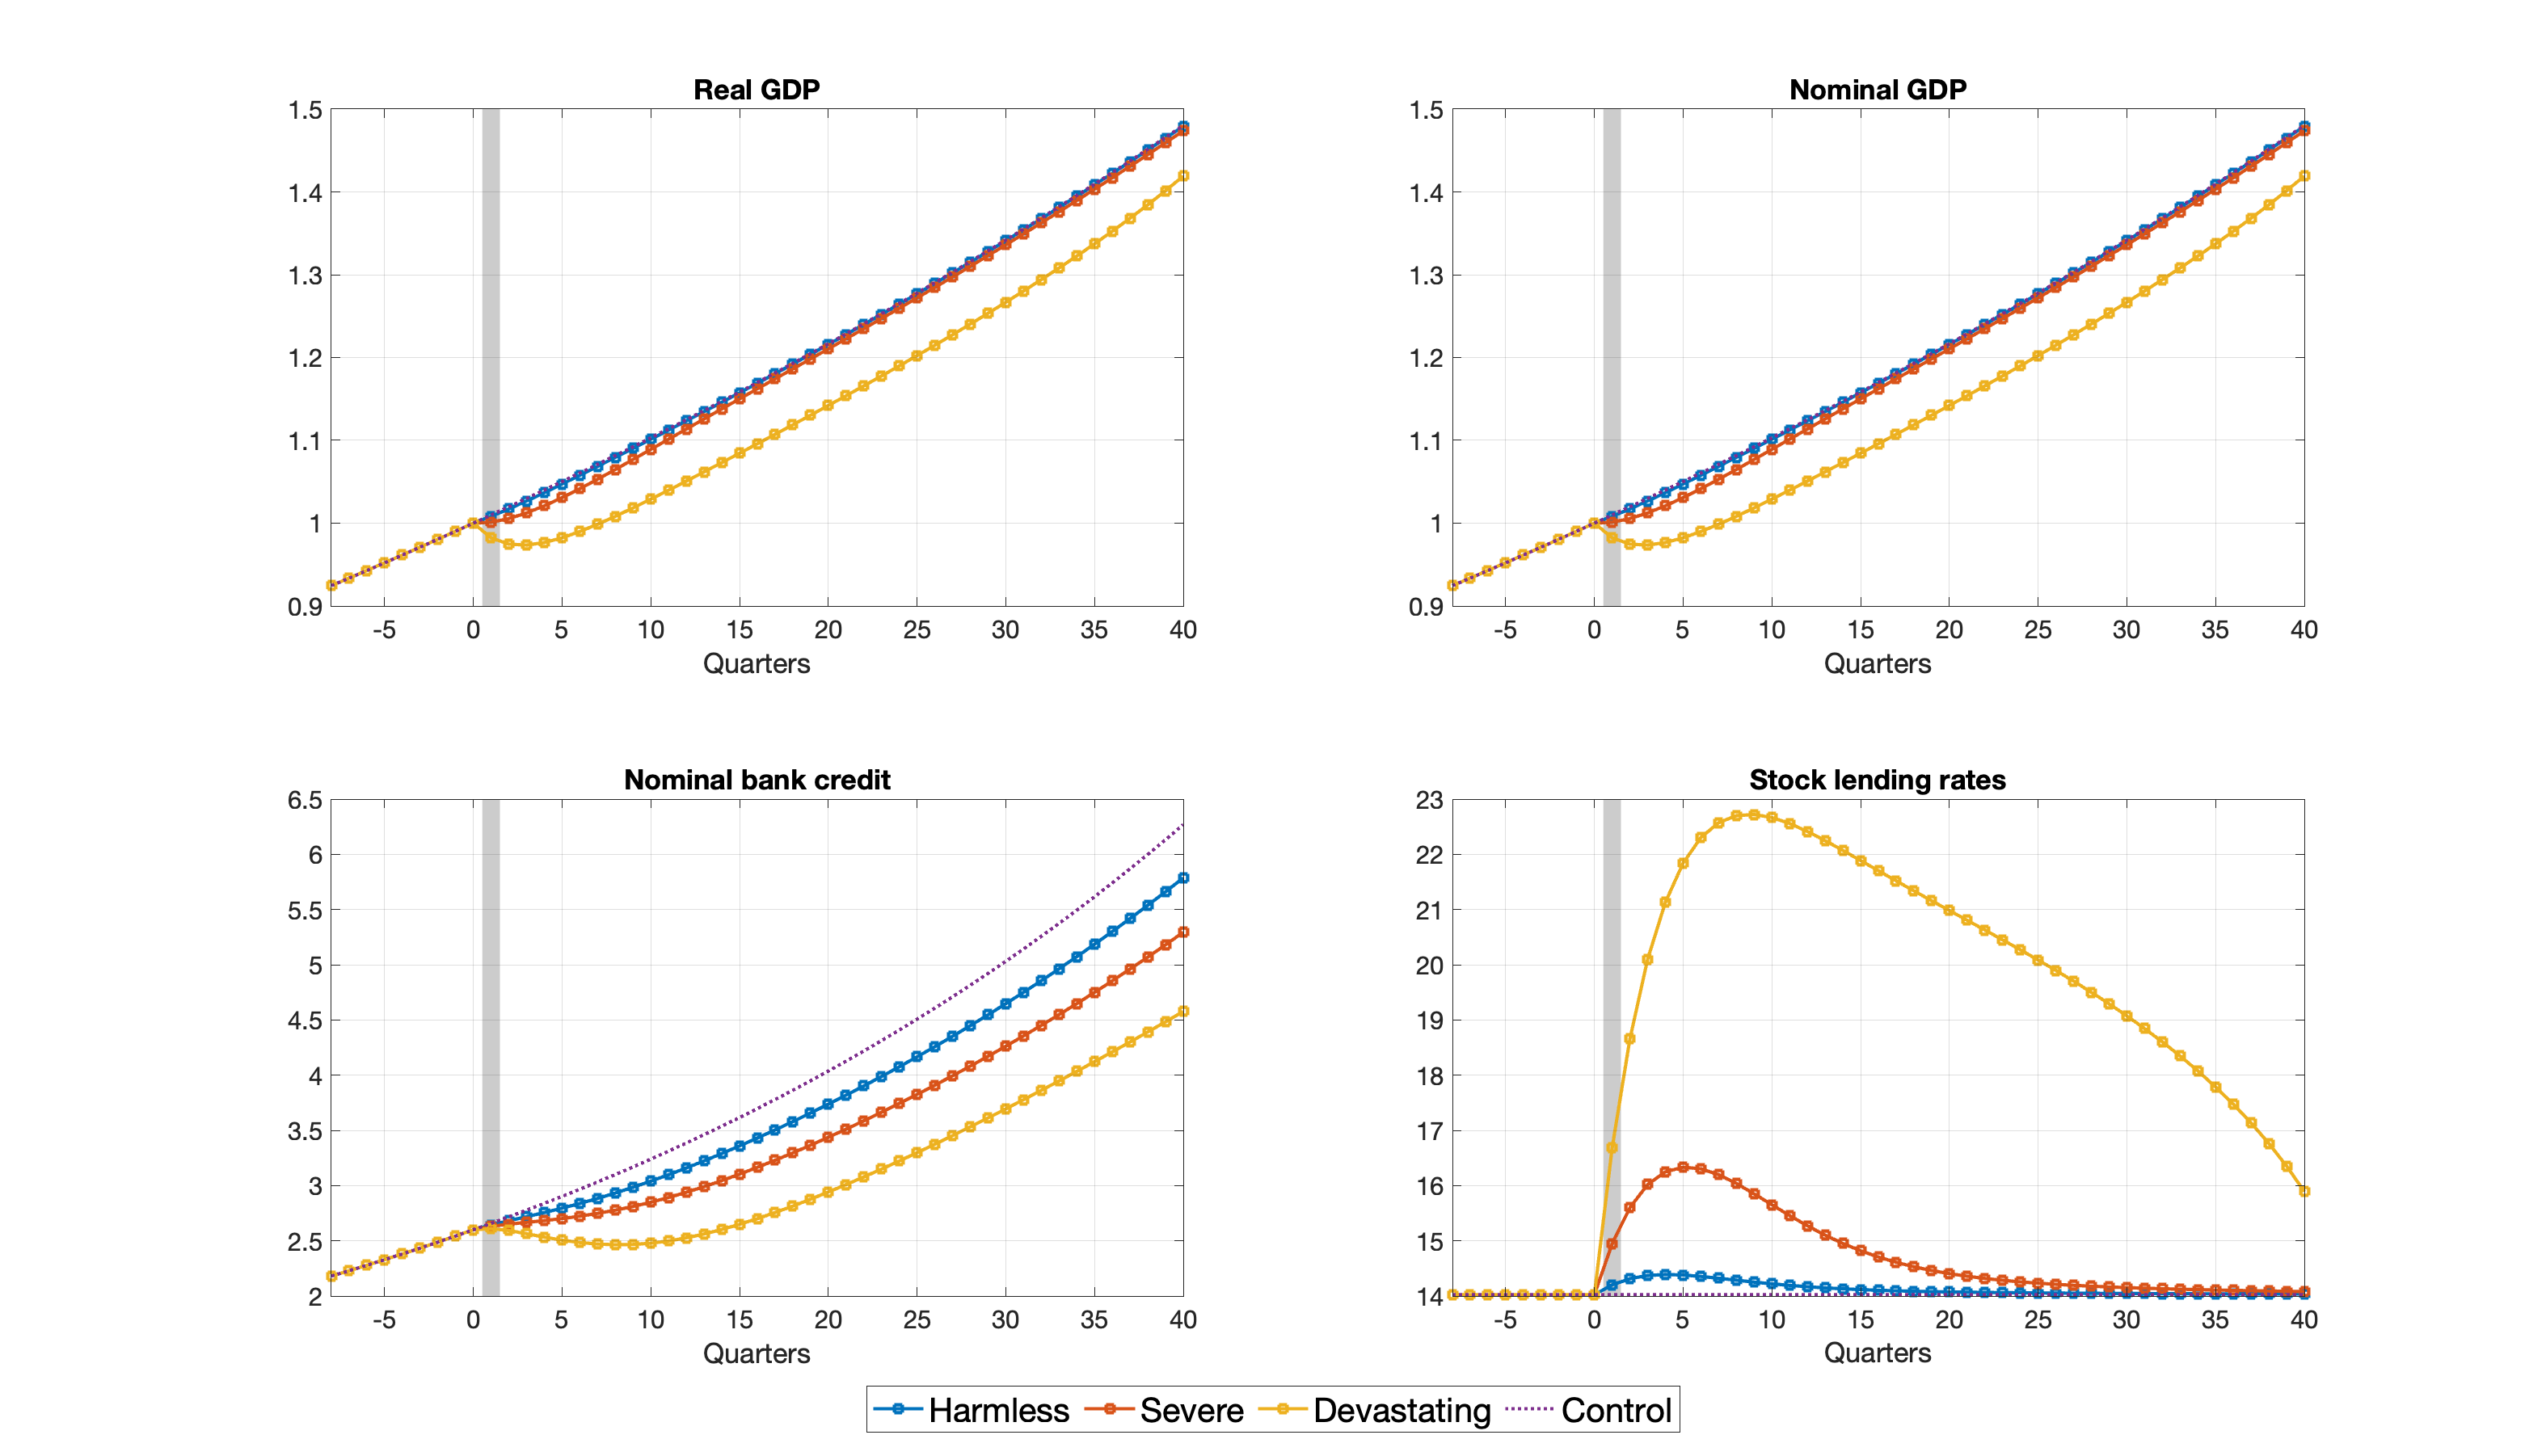 Real GDP
1.5
1.4
1.3
1.2
1.1
1
0.9
-5 0 5 10 15 20 25 30 35 40
Quarters
Nominal GDP
1.5
1.4
1.3
1.2
1.1
1
0.9
-5 0 5 10 15 20 25 30 35 40
Quarters
Nominal bank credit
6.5
6
5.5
5
4.5
4
3.5
3
2.5
2
-5 0 5 10 15 20 25 30 35 40
Quarters
Stock lending rates
23
22
21
20
19
18
17
16
15
14
-5 0 5 10 15 20 25 30 35 40
Quarters
Harmless Severe Devastating Control